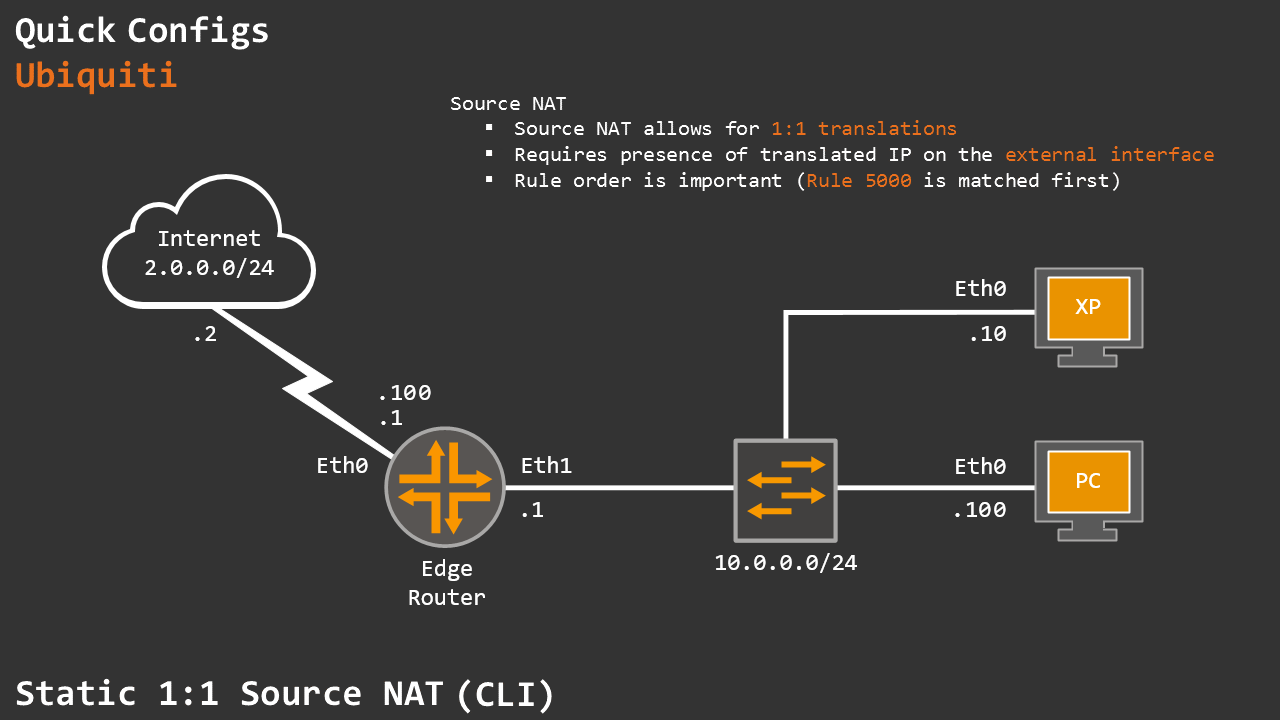 Quick Configs
Ubiquiti
Source NAT
▪ Source NAT allows for 1:1 translations
▪ Requires presence of translated IP on the external interface
▪ Rule order is important (Rule 5000 is matched first)
Internet
2.0.0.0/24
.2
.100
.1
Eth0
Eth1
.1
Edge
Router
10.0.0.0/24
Eth0
.10
XP
Eth0
.100
PC
Static 1:1 Source NAT (CLI)